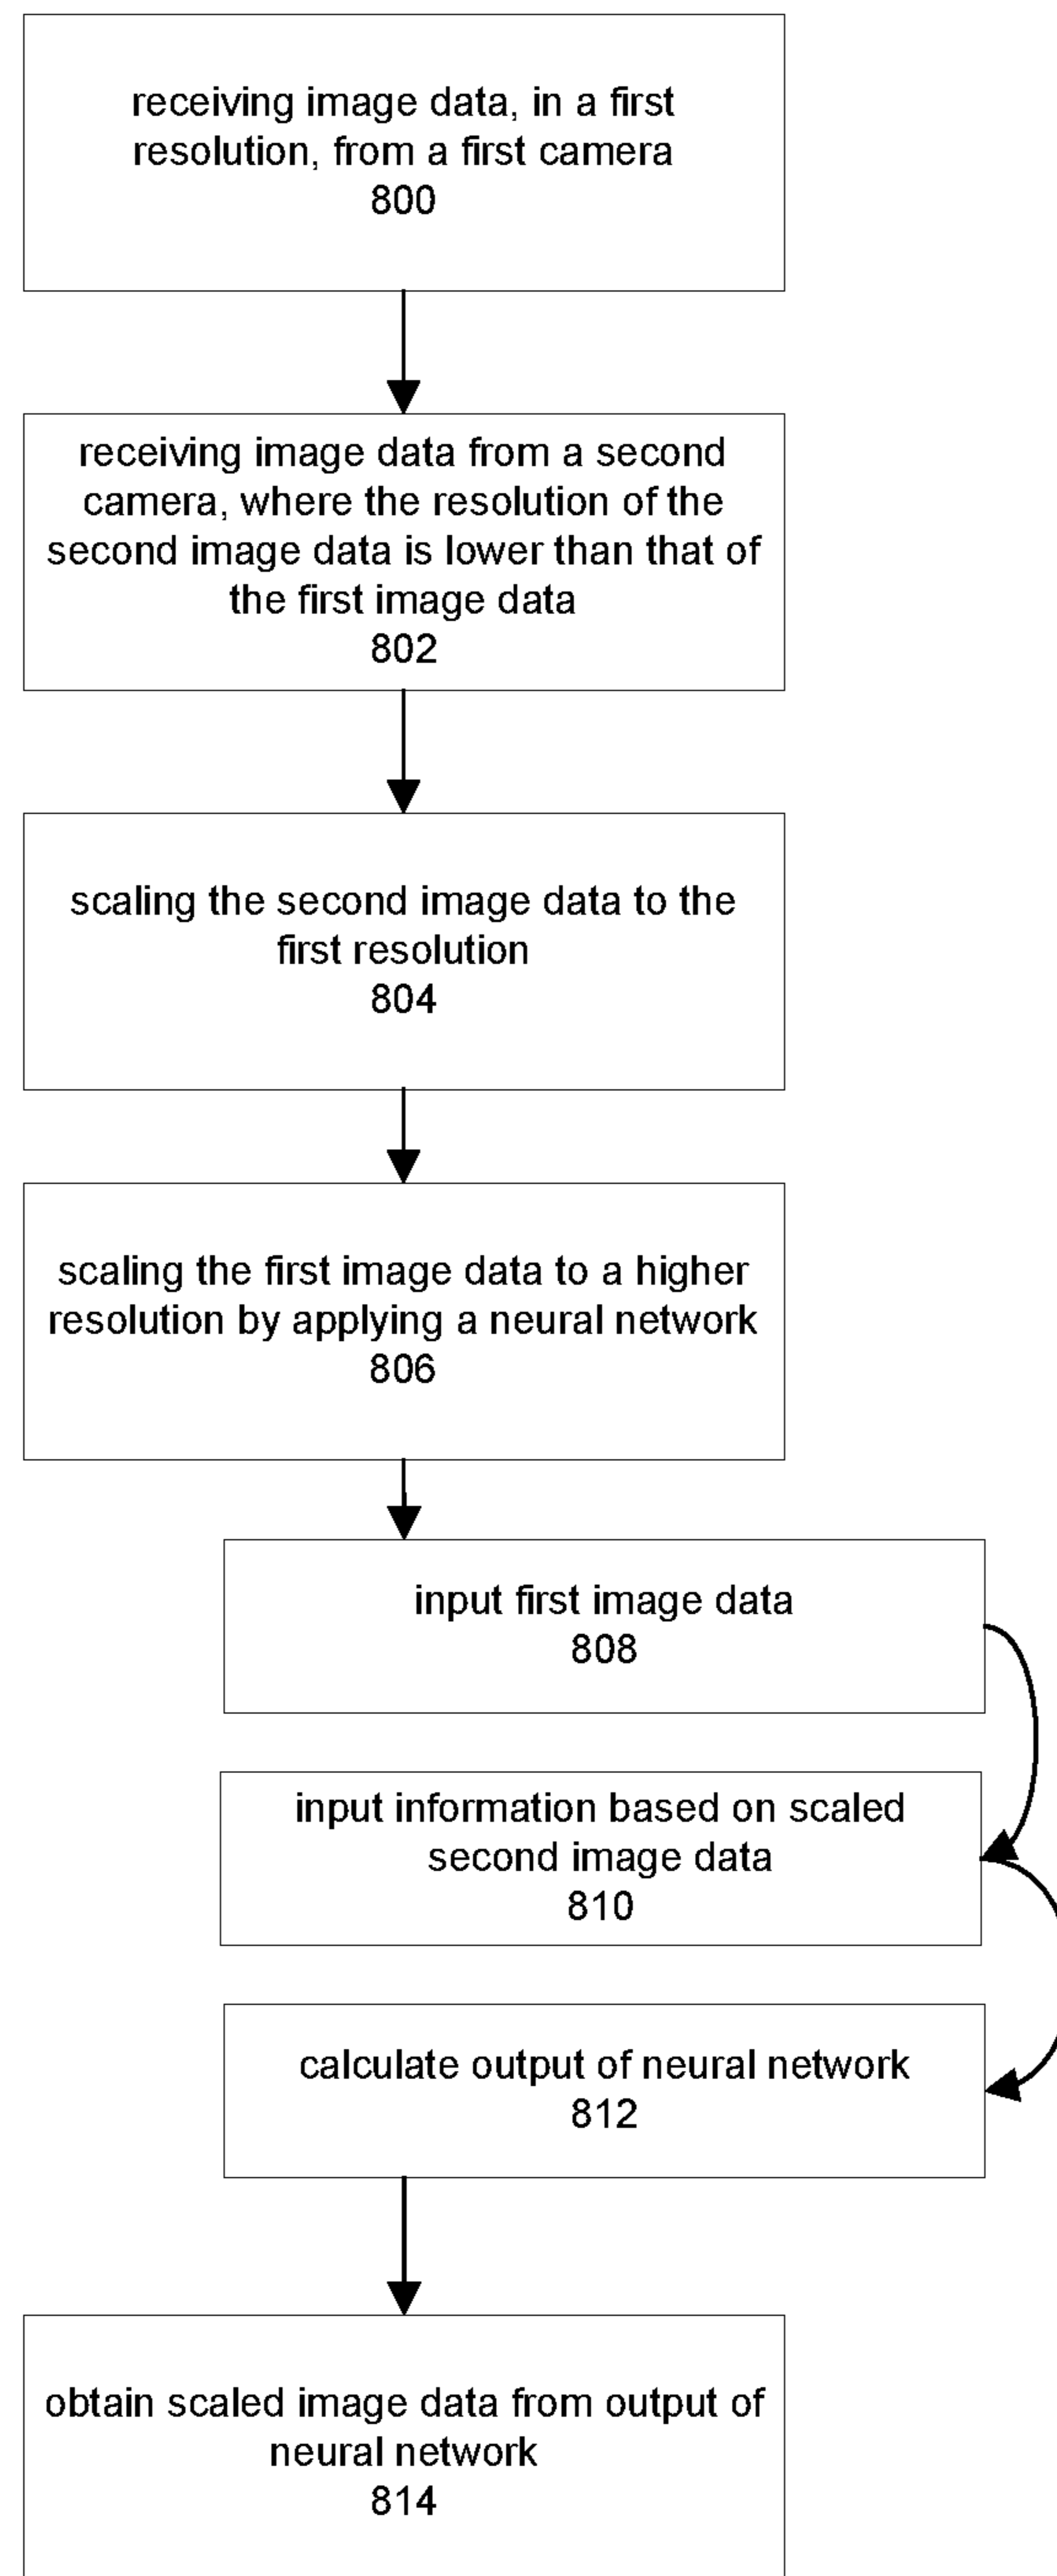 receiving image data, in a first
resolution, from a first camera
800
receiving image data from a second
camera, where the resolution of the
second image data is lower than that of
the first image data
802
scaling the second image data to the
first resolution
804
scaling the first image data to a higher
resolution by applying a neural network
806
input first image data
808
input information based on scaled
second image data
810
calculate output of neural network
812
obtain scaled image data from output of
neural network
814